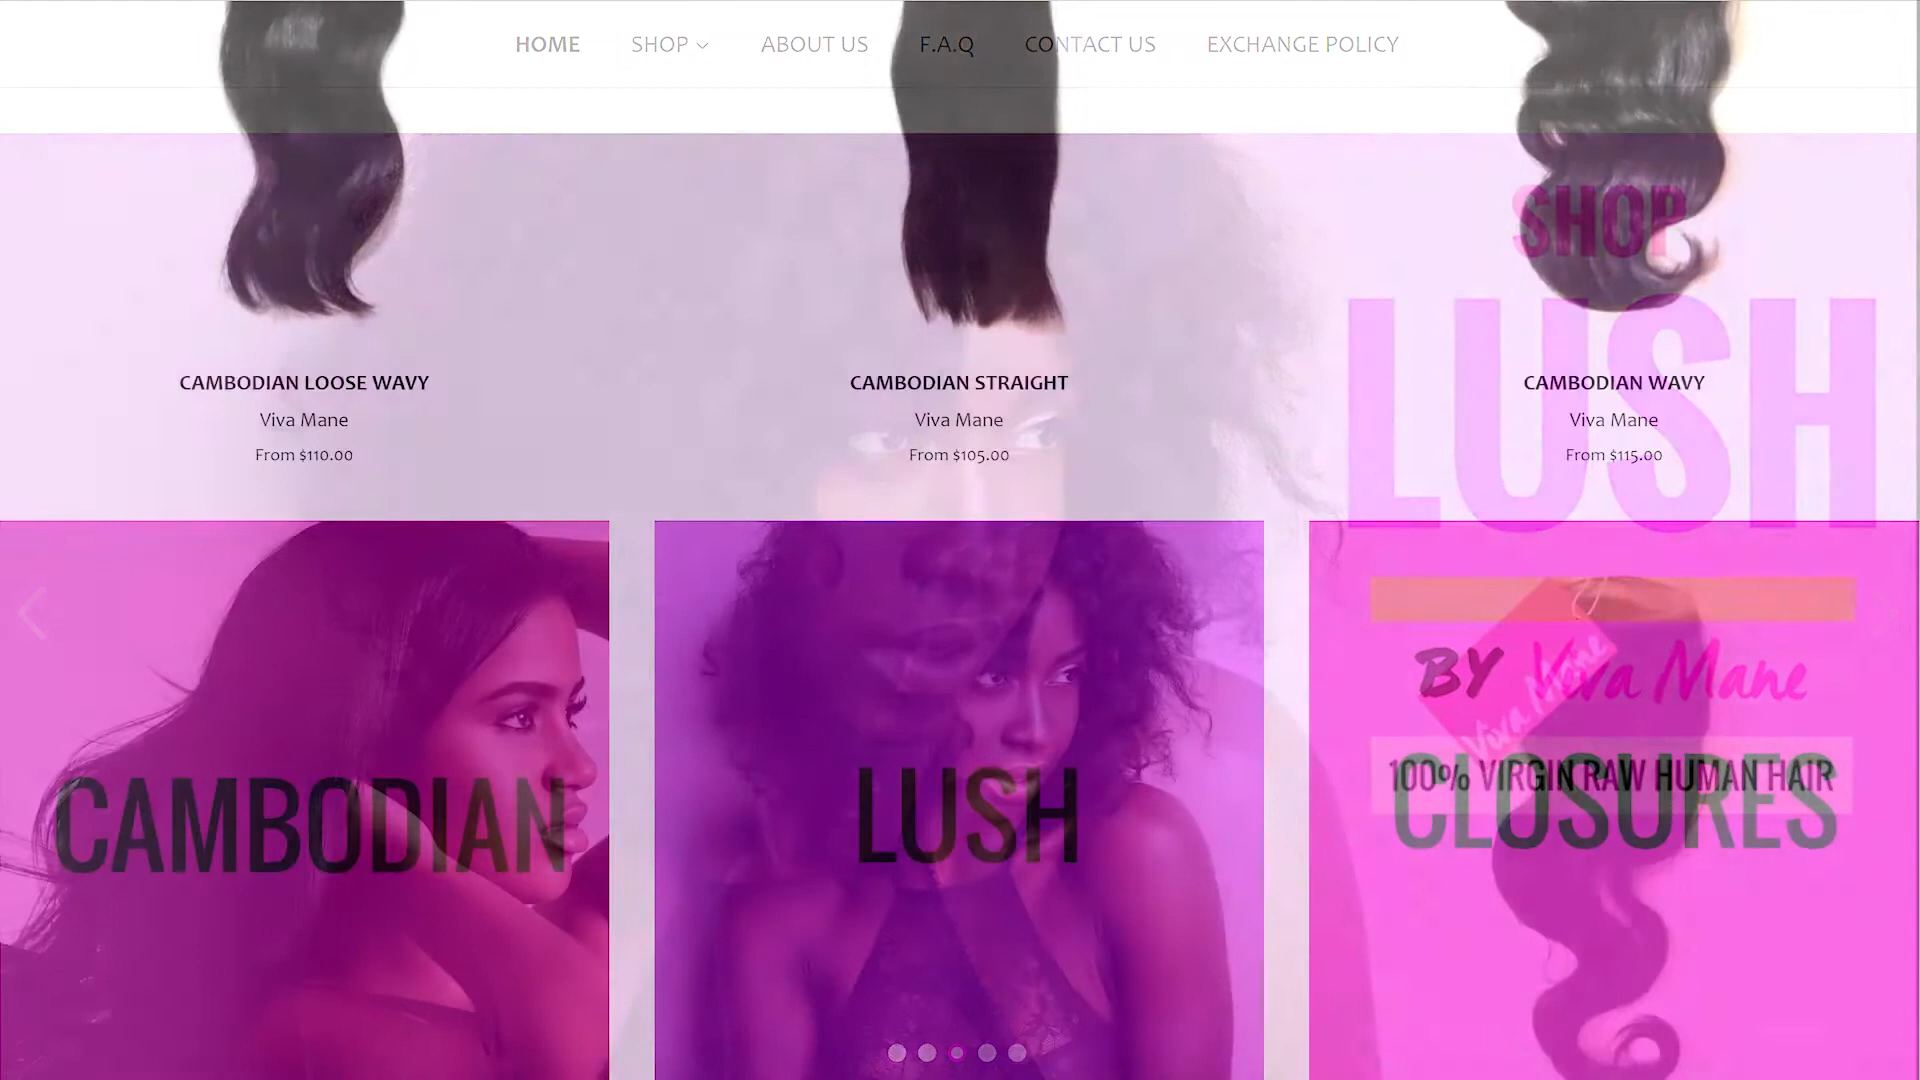 HOME SHOP ABOUT US F.A.Q CONTACT US EXCHANGE POLICY
SHOP
LUSH
CAMBODIAN LOOSE WAVY
Viva Mane
From $110.00
CAMBODIAN STRAIGHT
Viva Mane
From $105.00
CAMBODIAN WAVY
Viva Mane
From $115.00
BY Viva Mane
Viva Mane
100% VIRGIN RAW HUMAN HAIR
CAMBODIAN
LUSH
CLOSURES